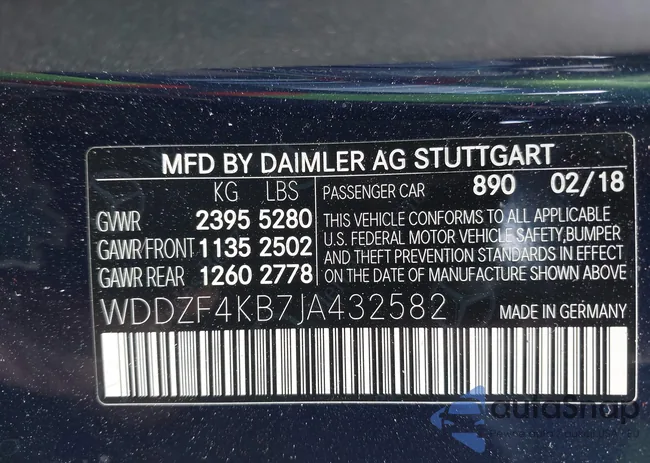 MFD BY DAIMLER AG STUTTGART
KG LBS PASSENGER CAR 890 02/18
GWR 2395 5280 THIS VEHICLE CONFORMS TO ALL APPLICABLE
GAWR/FRONT 1135 2502 U.S. FEDERAL MOTOR VEHICLE SAFETY,BUMPER
GAWR REAR 1260 2778 AND THEFT PREVENTION STANDARDS IN EFFECT
ON THE DATE OF MANUFACTURE SHOWN ABOVE
WDDZF4KB7JA432582 MADE IN GERMANY
autoSnap